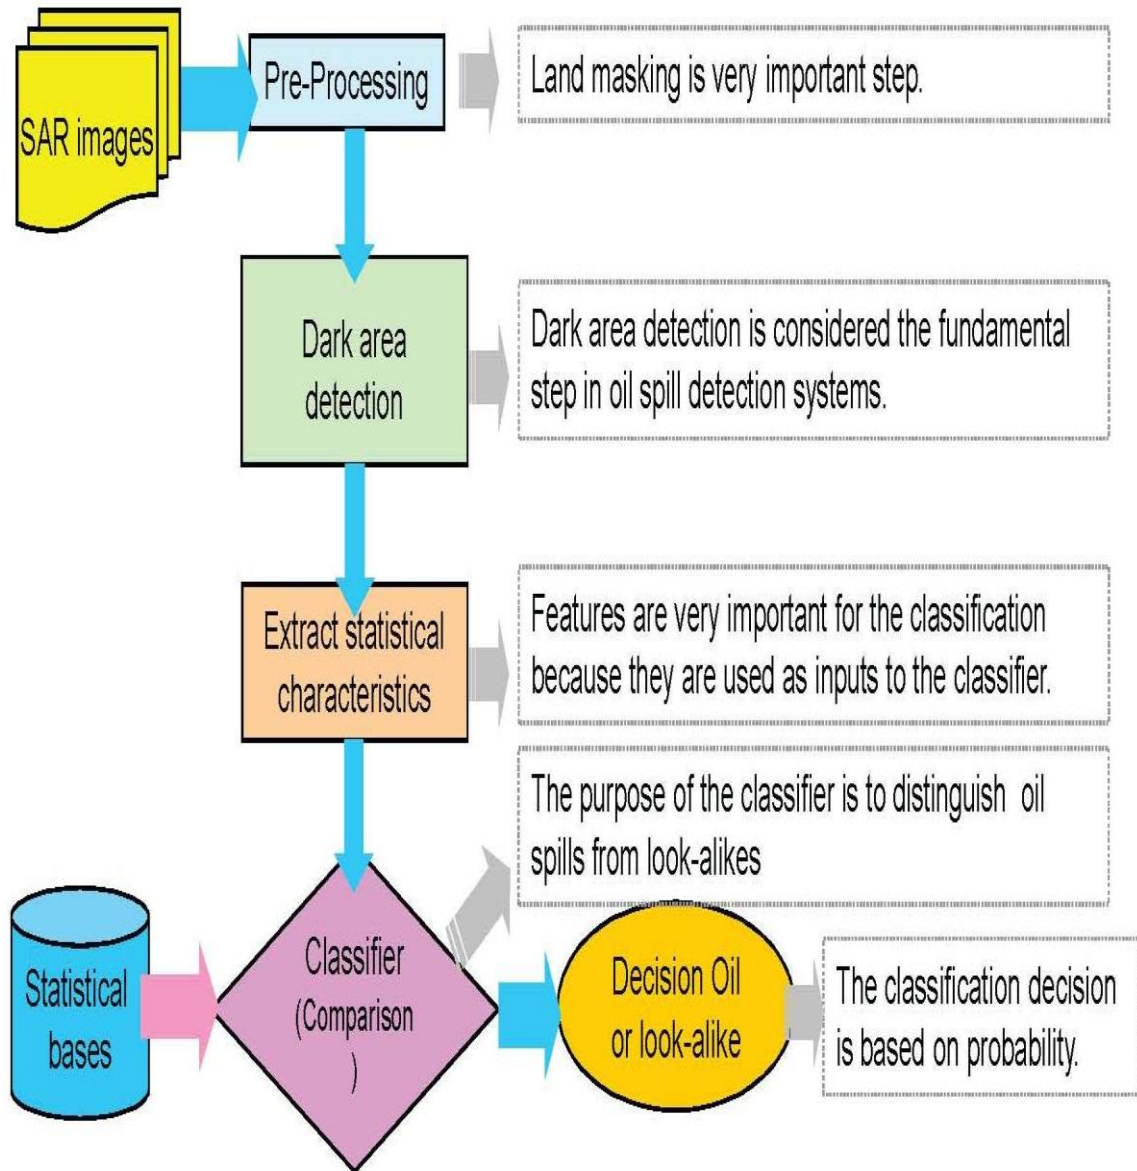 SAR images
Pre-Processing
Land masking is very important step.
Dark area
detection
Dark area detection is considered the fundamental
step in oil spill detection systems.
Extract statistical
characteristics
Features are very important for the classification
because they are used as inputs to the classifier.
The purpose of the classifier is to distinguish oil
spills from look-alikes
Statistical
bases
Classifier
(Comparison
)
Decision Oil
or look-alike
The classification decision
is based on probability.